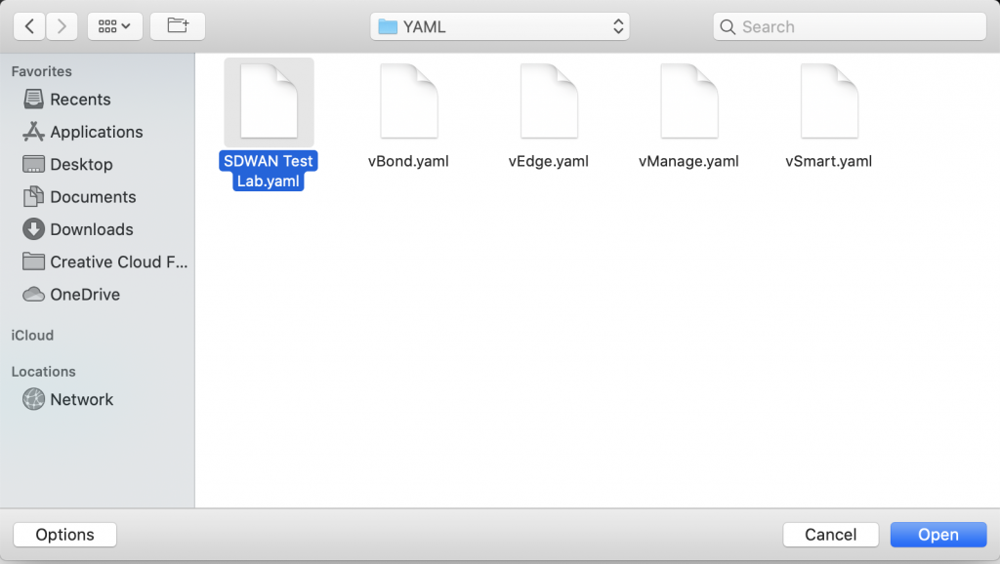 YAML
Search
Favorites
Recents
Applications
Desktop
Documents
Downloads
Creative Cloud F...
OneDrive
iCloud
Locations
Network
SDWAN Test
Lab.yaml
vBond.yaml
vEdge.yaml
vManage.yaml
vSmart.yaml
Options
Cancel
Open